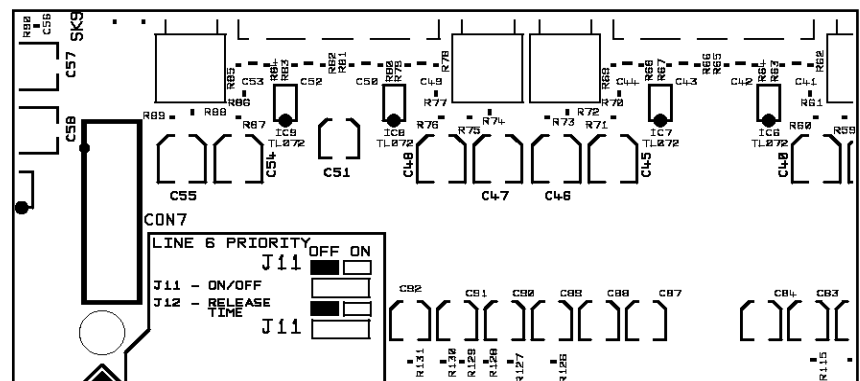 R90
C56
SK9
C57
C58
R85
R84
R83
R82
R81
R80
R79
R78
C53
C52
C50
C49
R86
R77
R89
R88
R87
R76
R75
R74
IC9
TL072
IC8
TL072
C55
C54
C51
C48
C47
R69
R68
R67
R66
R65
R64
R63
R62
C44
C43
C42
C41
R70
R61
R73
R72
R71
R60
R59
IC7
TL072
IC6
TL072
C46
C45
C40
CON7
LINE 6 PRIORITY
OFF ON
J11
J11 - ON/OFF
J12 - RELEASE
TIME
J11
C92
C91
C90
C89
C88
C87
C84
C83
R131
R130
R129
R128
R127
R126
R115